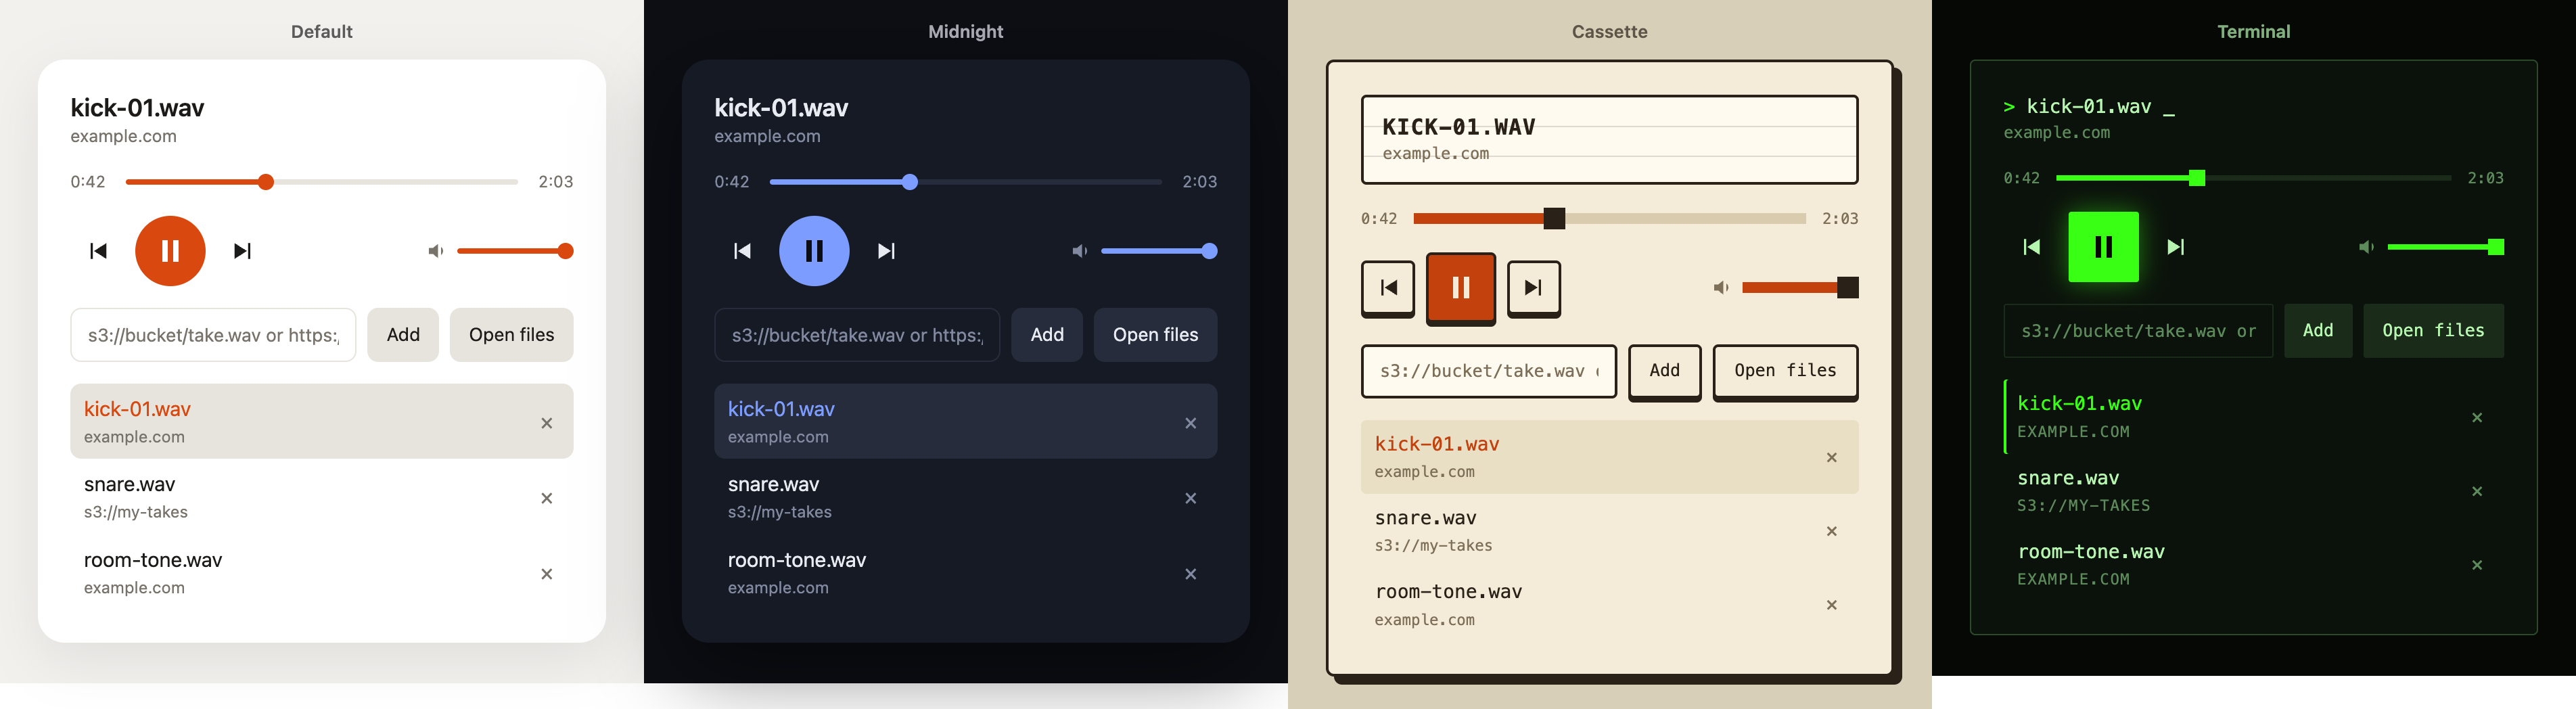 Default
kick-01.wav
example.com
0:42
2:03
s3://bucket/take.wav or https:/
Add
Open files
kick-01.wav
example.com
×
snare.wav
s3://my-takes
×
room-tone.wav
example.com
×
Midnight
kick-01.wav
example.com
0:42
2:03
s3://bucket/take.wav or https:/
Add
Open files
kick-01.wav
example.com
×
snare.wav
s3://my-takes
×
room-tone.wav
example.com
×
Cassette
KICK-01.WAV
example.com
0:42
2:03
s3://bucket/take.wav
Add
Open files
kick-01.wav
example.com
×
snare.wav
s3://my-takes
×
room-tone.wav
example.com
×
Terminal
> kick-01.wav _
example.com
0:42
2:03
s3://bucket/take.wav or
Add
Open files
kick-01.wav
EXAMPLE.COM
×
snare.wav
S3://MY-TAKES
×
room-tone.wav
EXAMPLE.COM
×